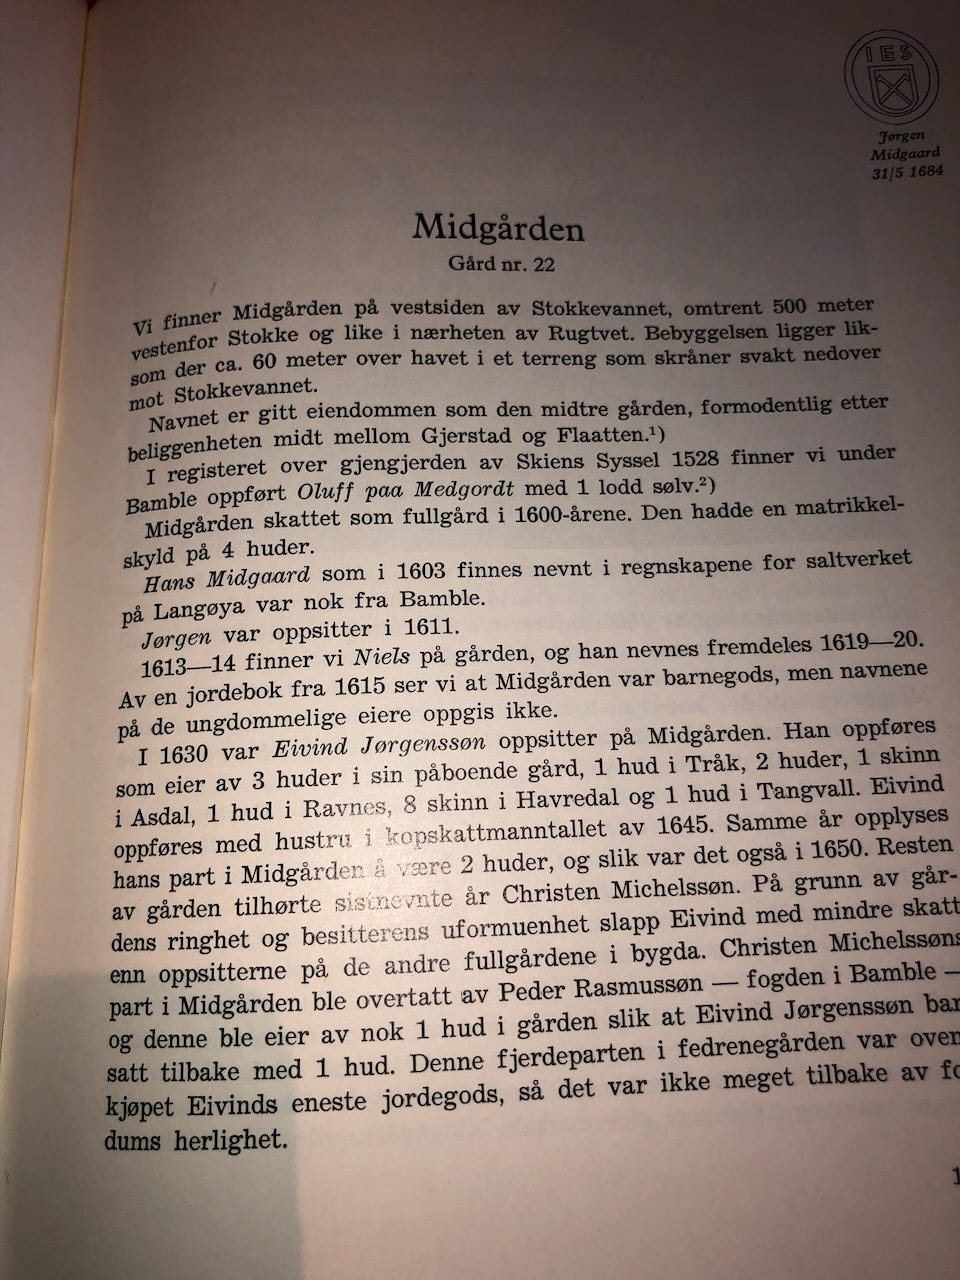 IES
Jørgen
Midgaard
31/5 1684
Midgården
Gård nr. 22
Vi finner Midgården på vestsiden av Stokkevannet, omtrent 500 meter
vestenfor Stokke og like i nærheten av Rugtvet. Bebyggelsen ligger lik-
som der ca. 60 meter over havet i et terreng som skråner svakt nedover
mot Stokkevannet.
Navnet er gitt eiendommen som den midtre gården, formodentlig etter
beliggenheten midt mellom Gjerstad og Flaatten.¹)
I registeret over gjengjerden av Skiens Syssel 1528 finner vi under
Bamble oppført Oluff paa Medgordt med 1 lodd sølv.²)
Midgården skattet som fullgård i 1600-årene. Den hadde en matrikkel-
skyld på 4 huder.
Hans Midgaard som i 1603 finnes nevnt i regnskapene for saltverket
på Langøya var nok fra Bamble.
Jørgen var oppsitter i 1611.
1613—14 finner vi Niels på gården, og han nevnes fremdeles 1619—20.
Av en jordebok fra 1615 ser vi at Midgården var barnegods, men navnene
på de ungdommelige eiere oppgis ikke.
I 1630 var Eivind Jørgenssøn oppsitter på Midgården. Han oppføres
som eier av 3 huder i sin påboende gård, 1 hud i Tråk, 2 huder, 1 skinn
i Asdal, 1 hud i Ravnes, 8 skinn i Havredal og 1 hud i Tangvall. Eivind
oppføres med hustru i kopskattmanntallet av 1645. Samme år opplyses
hans part i Midgården å være 2 huder, og slik var det også i 1650. Resten
av gården tilhørte sistnevnte år Christen Michelssøn. På grunn av går-
dens ringhet og besitterens uformuenhet slapp Eivind med mindre skatt
enn oppsitterne på de andre fullgårdene i bygda. Christen Michelssøns
part i Midgården ble overtatt av Peder Rasmussøn — fogden i Bamble —
og denne ble eier av nok 1 hud i gården slik at Eivind Jørgenssøn bar
satt tilbake med 1 hud. Denne fjerdeparten i fedrenegården var oven
kjøpet Eivinds eneste jordegods, så det var ikke meget tilbake av fo
dums herlighet.
1